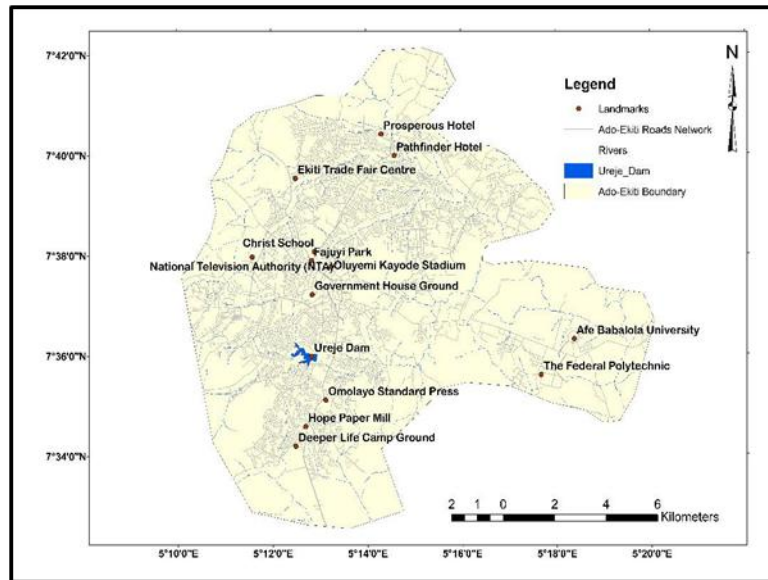 7°42'0"N
7°40'0"N
7°38'0"N
7°36'0"N
7°34'0"N
N
Legend
Landmarks
Ado-Ekiti Roads Network
Rivers
Ureje_Dam
Ado-Ekiti Boundary
Prosperous Hotel
Pathfinder Hotel
Ekiti Trade Fair Centre
Christ School
Fajuyi Park
National Television Authority (NTA)
Oluyemi Kayode Stadium
Government House Ground
Ureje Dam
Afe Babalola University
The Federal Polytechnic
Omolayo Standard Press
Hope Paper Mill
Deeper Life Camp Ground
2 1 0 2 4 6
Kilometers
5°10'0"E 5°12'0"E 5°14'0"E 5°16'0"E 5°18'0"E 5°20'0"E